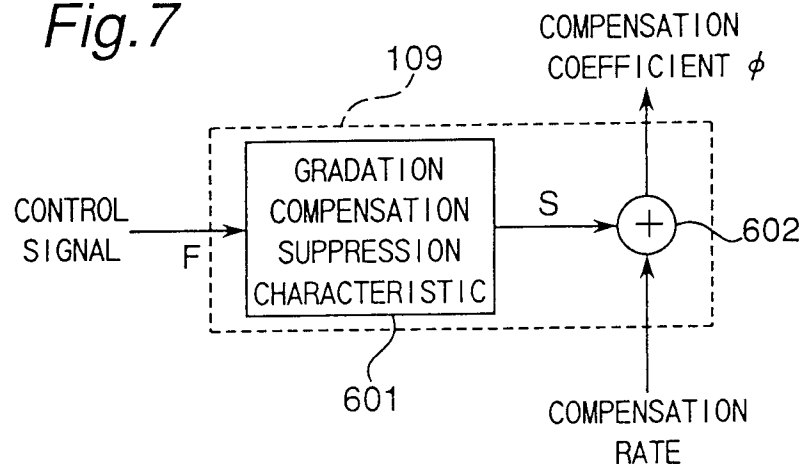 Fig.7
COMPENSATION
COEFFICIENT ϕ
109
GRADATION
COMPENSATION
SUPPRESSION
CHARACTERISTIC
CONTROL
SIGNAL
F
S
+
602
601
COMPENSATION
RATE